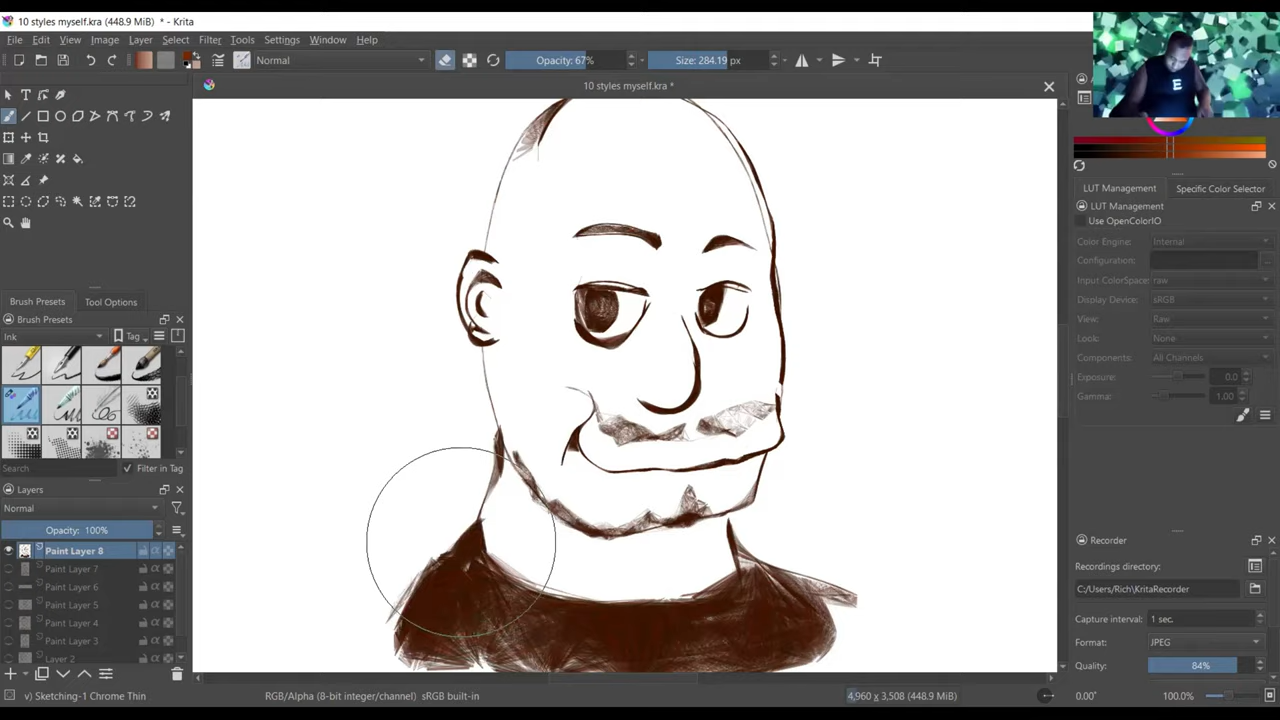 10 styles myself.kra (448.9 MiB) * - Krita
File Edit View Image Layer Select Filter Tools Settings Window Help
Normal
Opacity: 67%
Size: 284.19 px
10 styles myself.kra *
E
LUT Management
Specific Color Selector
LUT Management
Use OpenColorIO
Color Engine: Internal
Configuration:
Input ColorSpace: raw
Display Device: sRGB
View: Raw
Look: None
Components: All Channels
Exposure: 0.0
Gamma: 1.00
Brush Presets
Tool Options
Brush Presets
Ink
Tag
Search
Filter in Tag
Layers
Normal
Opacity: 100%
Paint Layer 8
Paint Layer 7
Paint Layer 6
Paint Layer 5
Paint Layer 4
Paint Layer 3
Layer 2
Recorder
Recordings directory:
C:/Users/Rich\KritaRecorder
Capture interval: 1 sec.
Format: JPEG
Quality: 84%
v) Sketching-1 Chrome Thin
RGB/Alpha (8-bit integer/channel) sRGB built-in
4,960 x 3,508 (448.9 MiB)
0.00°
100.0%